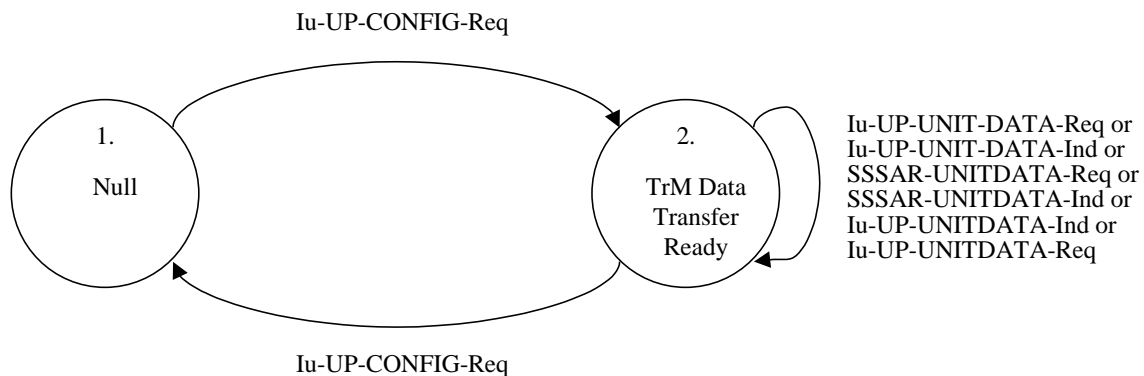 Iu-UP-CONFIG-Req
1.
Null
2.
TrM Data
Transfer
Ready
Iu-UP-UNIT-DATA-Req or
Iu-UP-UNIT-DATA-Ind or
SSSAR-UNITDATA-Req or
SSSAR-UNITDATA-Ind or
Iu-UP-UNITDATA-Ind or
Iu-UP-UNITDATA-Req
Iu-UP-CONFIG-Req